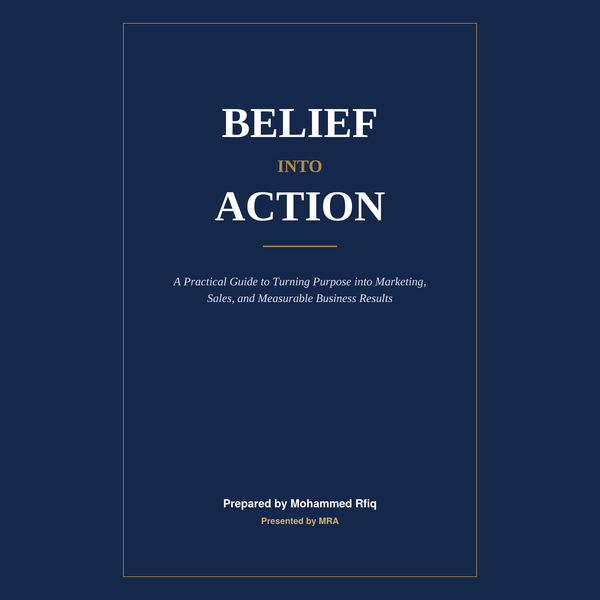 BELIEF
INTO
ACTION
A Practical Guide to Turning Purpose into Marketing,
Sales, and Measurable Business Results
Prepared by Mohammed Rfiq
Presented by MRA